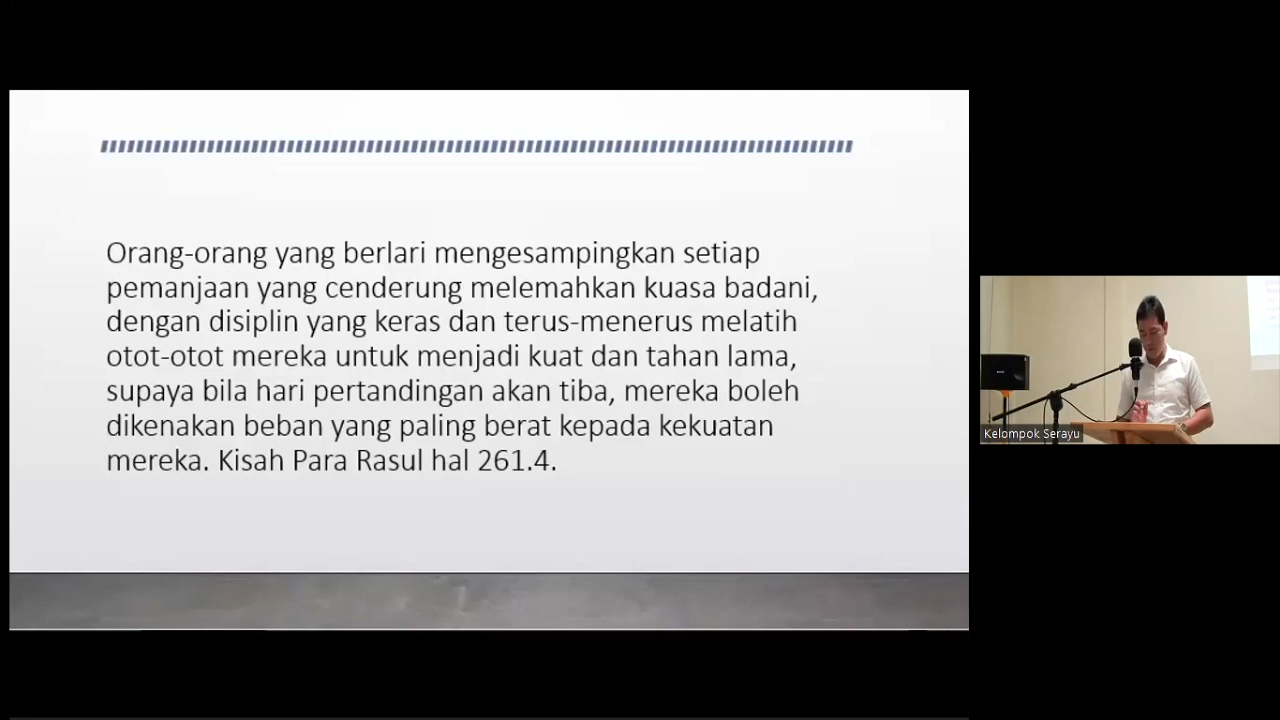 Orang-orang yang berlari mengesampingkan setiap
pemanjaan yang cenderung melemahkan kuasa badani,
dengan disiplin yang keras dan terus-menerus melatih
otot-otot mereka untuk menjadi kuat dan tahan lama,
supaya bila hari pertandingan akan tiba, mereka boleh
dikenakan beban yang paling berat kepada kekuatan
mereka. Kisah Para Rasul hal 261.4.
Kelompok Serayu